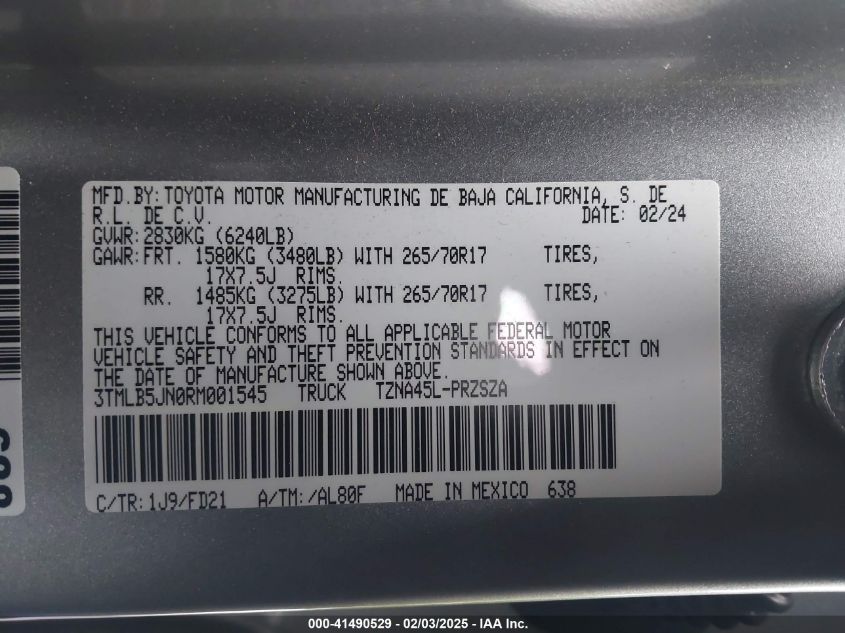 MFD.BY:TOYOTA MOTOR MANUFACTURING DE BAJA CALIFORNIA, S. DE
R.L. DE C.V. DATE: 02/24
GVWR:2830KG (6240LB)
GAWR:FRT. 1580KG (3480LB) WITH 265/70R17 TIRES,
17X7.5J RIMS.
RR. 1485KG (3275LB) WITH 265/70R17 TIRES,
17X7.5J RIMS.
THIS VEHICLE CONFORMS TO ALL APPLICABLE FEDERAL MOTOR
VEHICLE SAFETY AND THEFT PREVENTION STANDARDS IN EFFECT ON
THE DATE OF MANUFACTURE SHOWN ABOVE.
3TMLB5JN0RM001545 TRUCK TZNA45L-PRZSZA
C/TR:1J9/FD21 A/TM:/AL80F MADE IN MEXICO 638
000-41490529 - 02/03/2025 - IAA Inc.